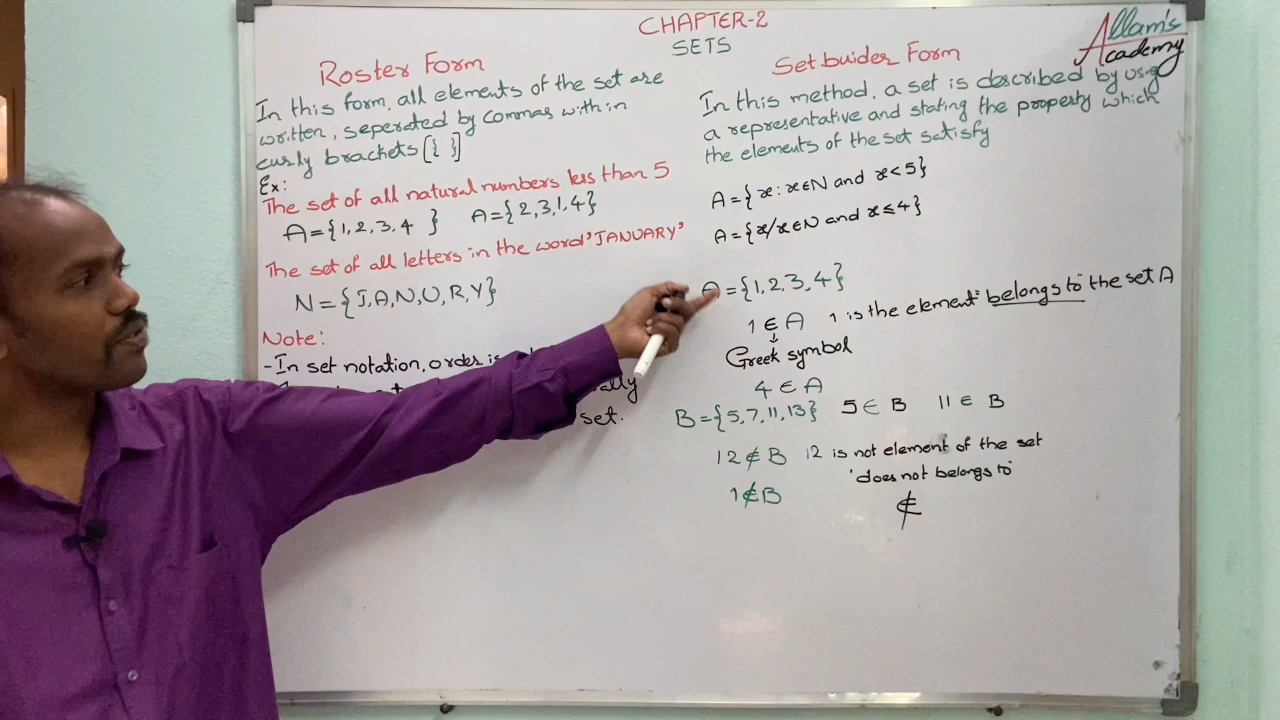 CHAPTER-2
SETS
Allam's
Academy
Roster Form
In this form, all elements of the set are
written, seperated by commas with in
curly brackets [{ }]
Ex:
The set of all natural numbers less than 5
A={1,2,3,4 } A={2,3,1,4}
The set of all letters in the word 'JANUARY'
N={J,A,N,U,R,Y}
Note:
-In set notation, order is
set.
Set buider Form
In this method, a set is described by using
a representative and stating the property which
the elements of the set satisfy
A={x:x∈N and x<5}
A={x/x∈N and x≤4}
A={1,2,3,4}
1∈A 1 is the element "belongs to" the set A
↓
Greek symbol
4∈A
B={5,7,11,13} 5∈B 11∈B
12∉B 12 is not element of the set
'does not belongs to'
1∉B ∉